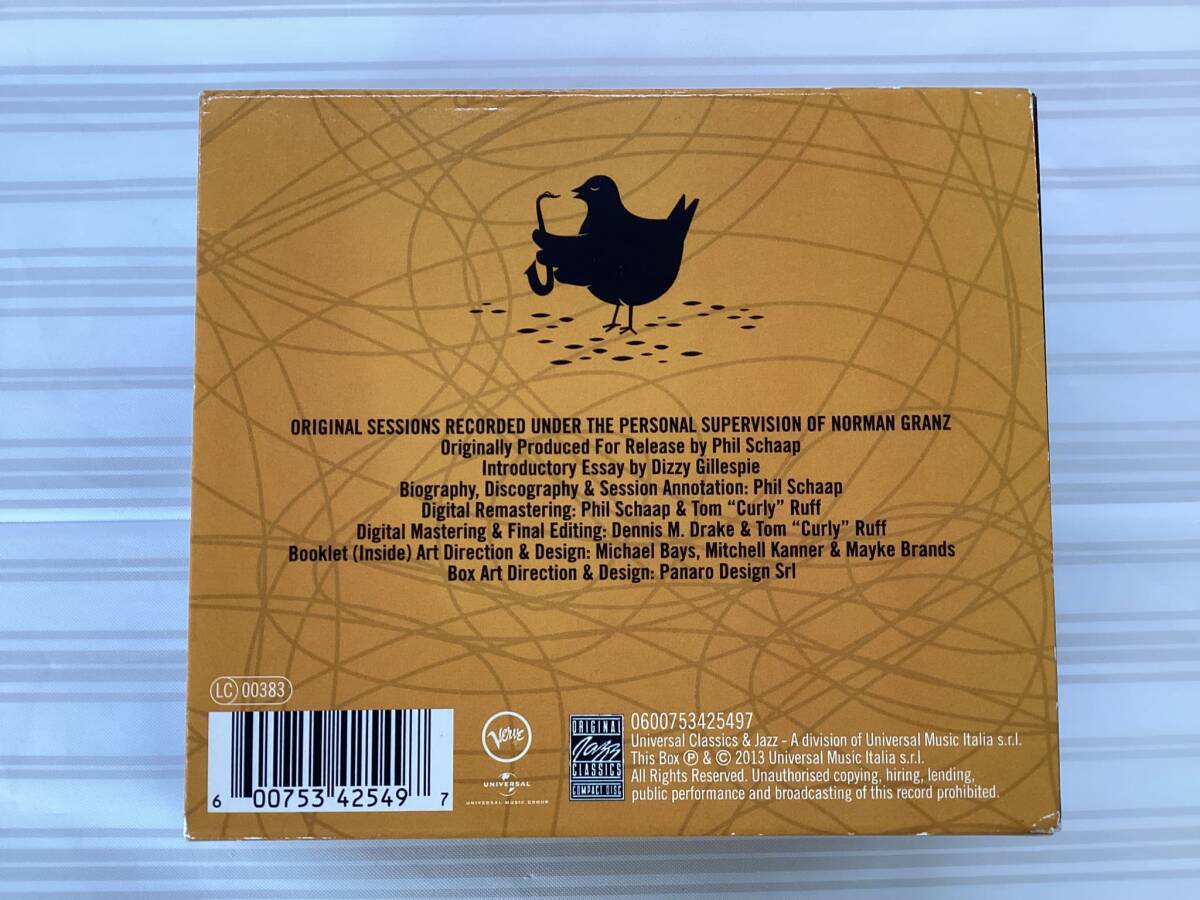 ORIGINAL SESSIONS RECORDED UNDER THE PERSONAL SUPERVISION OF NORMAN GRANZ
Originally Produced For Release by Phil Schaap
Introductory Essay by Dizzy Gillespie
Biography, Discography & Session Annotation: Phil Schaap
Digital Remastering: Phil Schaap & Tom “Curly” Ruff
Digital Mastering & Final Editing: Dennis M. Drake & Tom “Curly” Ruff
Booklet (Inside) Art Direction & Design: Michael Bays, Mitchell Kanner & Mayke Brands
Box Art Direction & Design: Panaro Design Srl
LC 00383
6 00753 42549 7
Verve
UNIVERSAL
UNIVERSAL MUSIC GROUP
ORIGINAL
Jazz
CLASSICS
COMPACT DISC
0600753425497
Universal Classics & Jazz - A division of Universal Music Italia s.r.l.
This Box ℗ & © 2013 Universal Music Italia s.r.l.
All Rights Reserved. Unauthorised copying, hiring, lending,
public performance and broadcasting of this record prohibited.